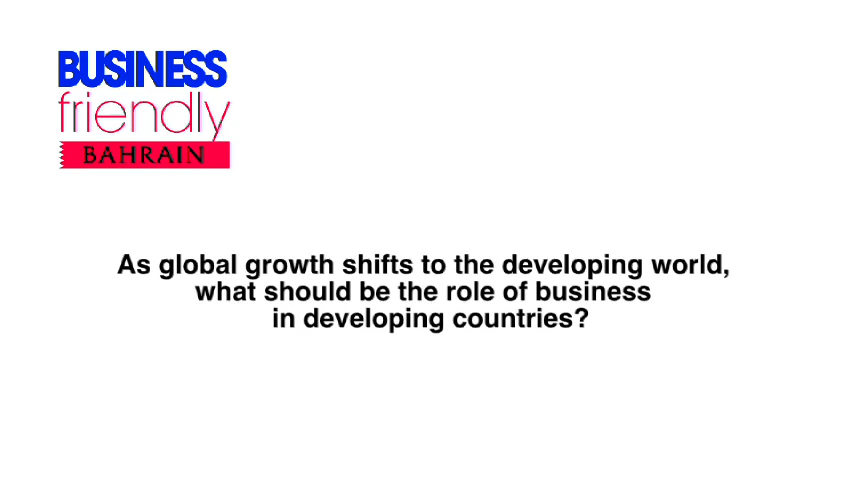 BUSINESS
friendly
BAHRAIN
As global growth shifts to the developing world,
what should be the role of business
in developing countries?